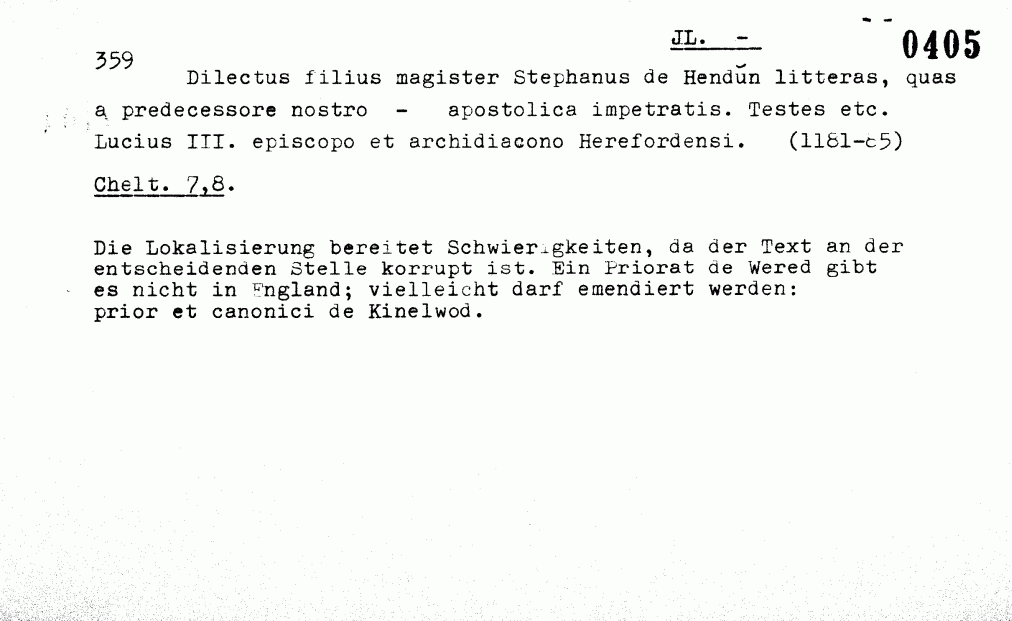 JL. - 0405
359
Dilectus filius magister Stephanus de Hendŭn litteras, quas
a predecessore nostro - apostolica impetratis. Testes etc.
Lucius III. episcopo et archidiacono Herefordensi. (1181-85)
Chelt. 7,8.
Die Lokalisierung bereitet Schwierigkeiten, da der Text an der
entscheidenden Stelle korrupt ist. Ein Priorat de Wered gibt
es nicht in England; vielleicht darf emendiert werden:
prior et canonici de Kinelwod.